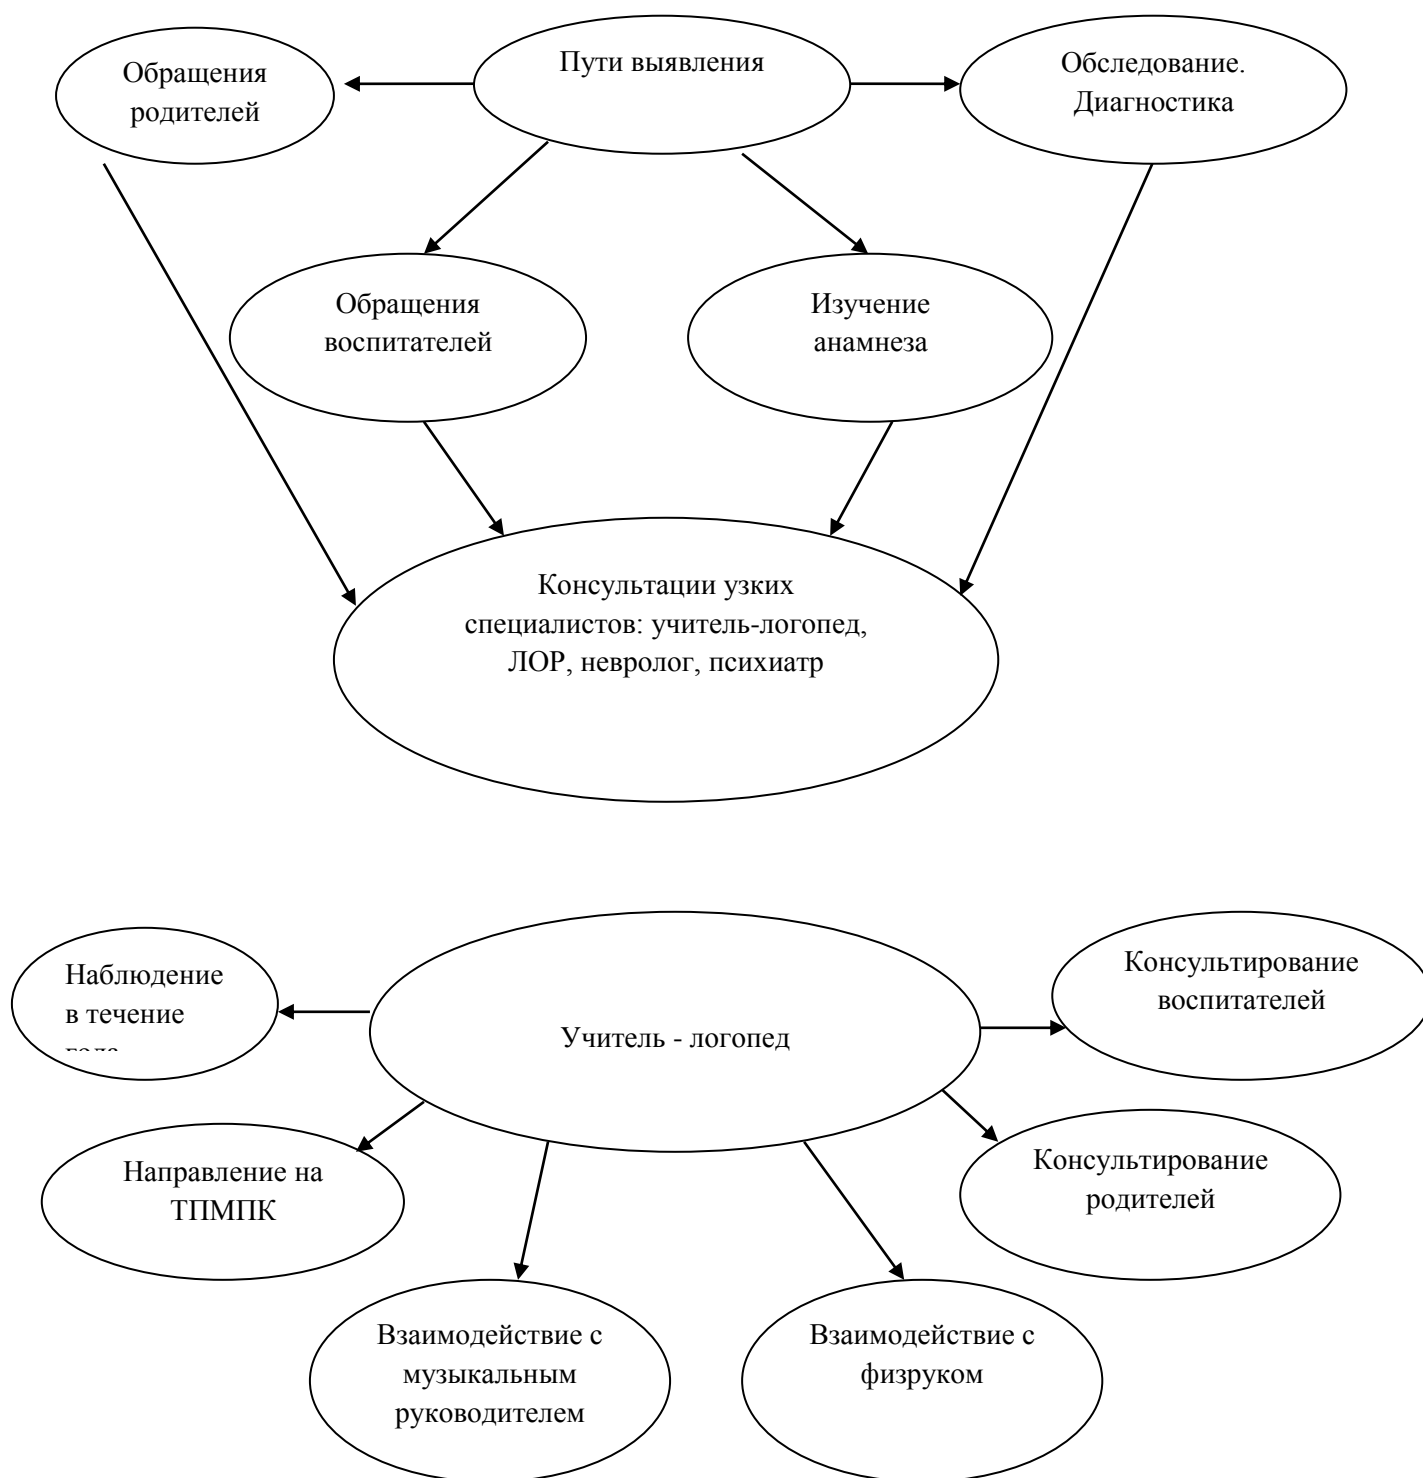 Пути выявления
Обращения
родителей
Обследование.
Диагностика
Обращения
воспитателей
Изучение
анамнеза
Консультации узких
специалистов: учитель-логопед,
ЛОР, невролог, психиатр
Наблюдение
в течение
Учитель - логопед
Консультирование
воспитателей
Направление на
ТПМПК
Консультирование
родителей
Взаимодействие с
музыкальным
руководителем
Взаимодействие с
физруком